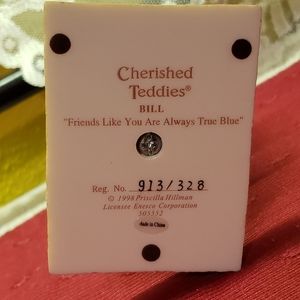 Cherished
Teddies®
BILL
"Friends Like You Are Always True Blue"
Reg. No. 913/328
© 1998 Priscilla Hillman
Licensee Enesco Corporation
505552
Made in China